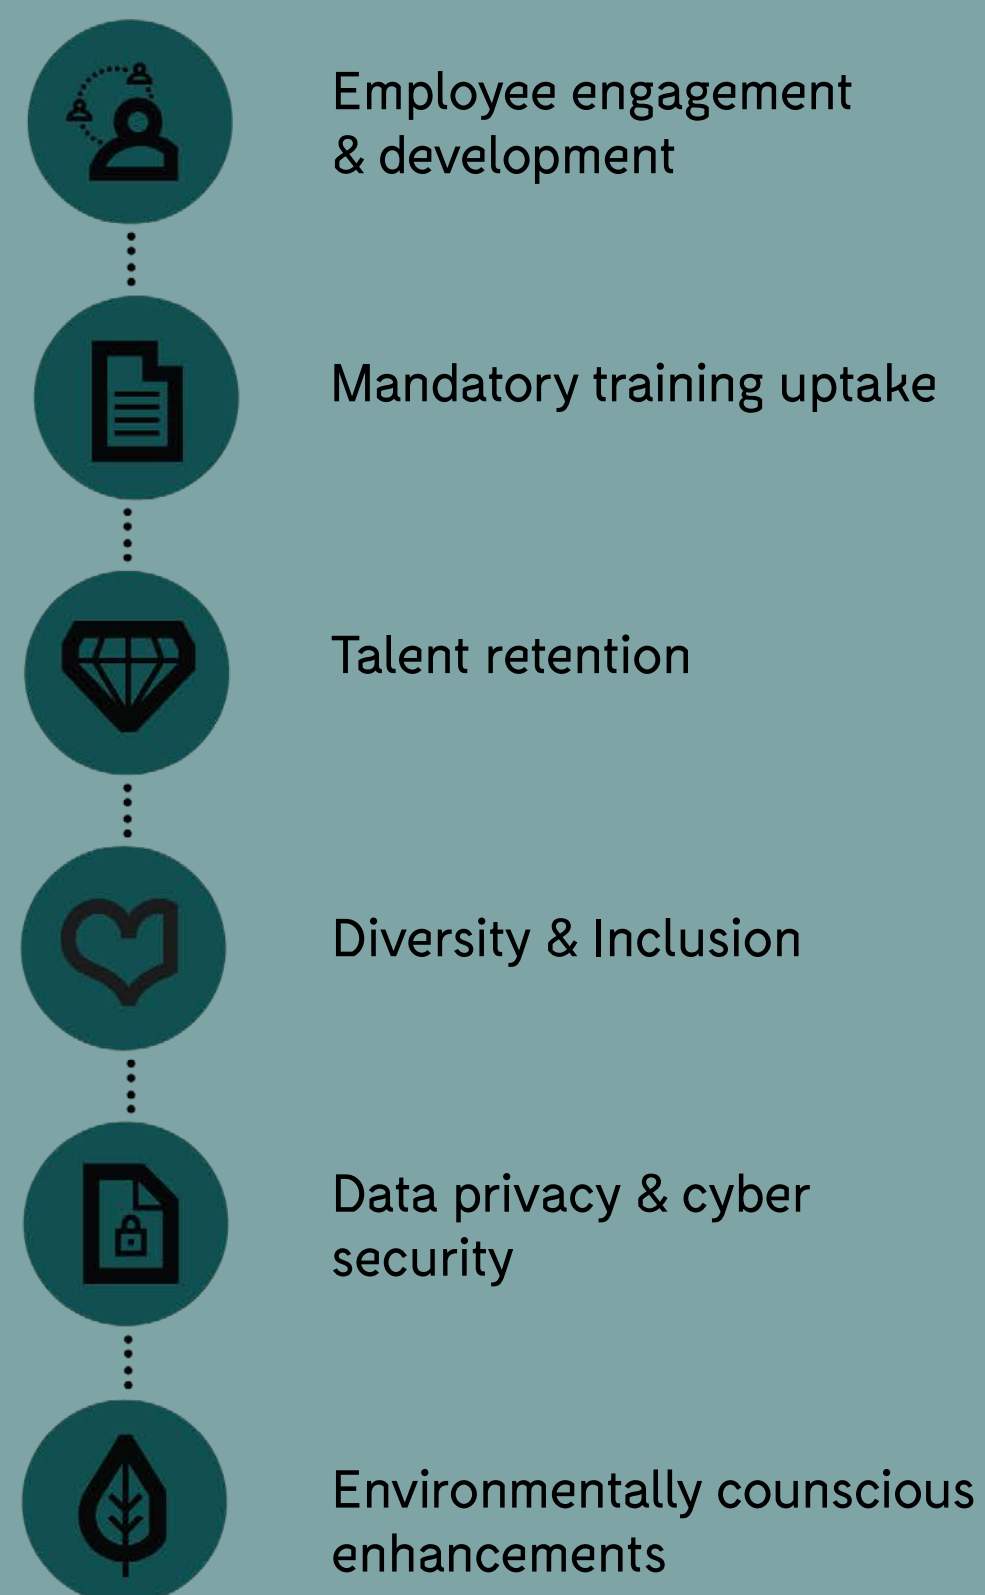 Employee engagement
& development
Mandatory training uptake
Talent retention
Diversity & Inclusion
Data privacy & cyber
security
Environmentally counscious
enhancements